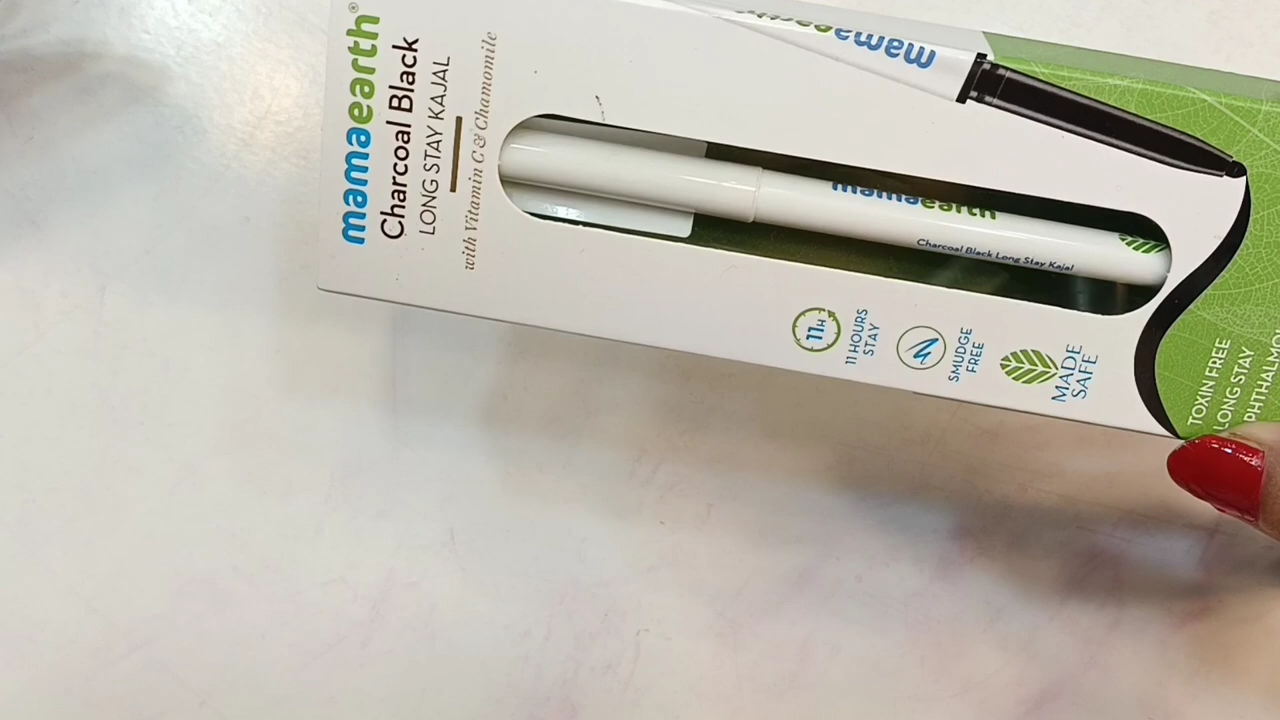 mamaearth®
Charcoal Black
LONG STAY KAJAL
with Vitamin C & Chamomile
mamaearth
mamaearth
Charcoal Black Long Stay Kajal
11H
11 HOURS
STAY
SMUDGE
FREE
MADE
SAFE
TOXIN FREE
LONG STAY